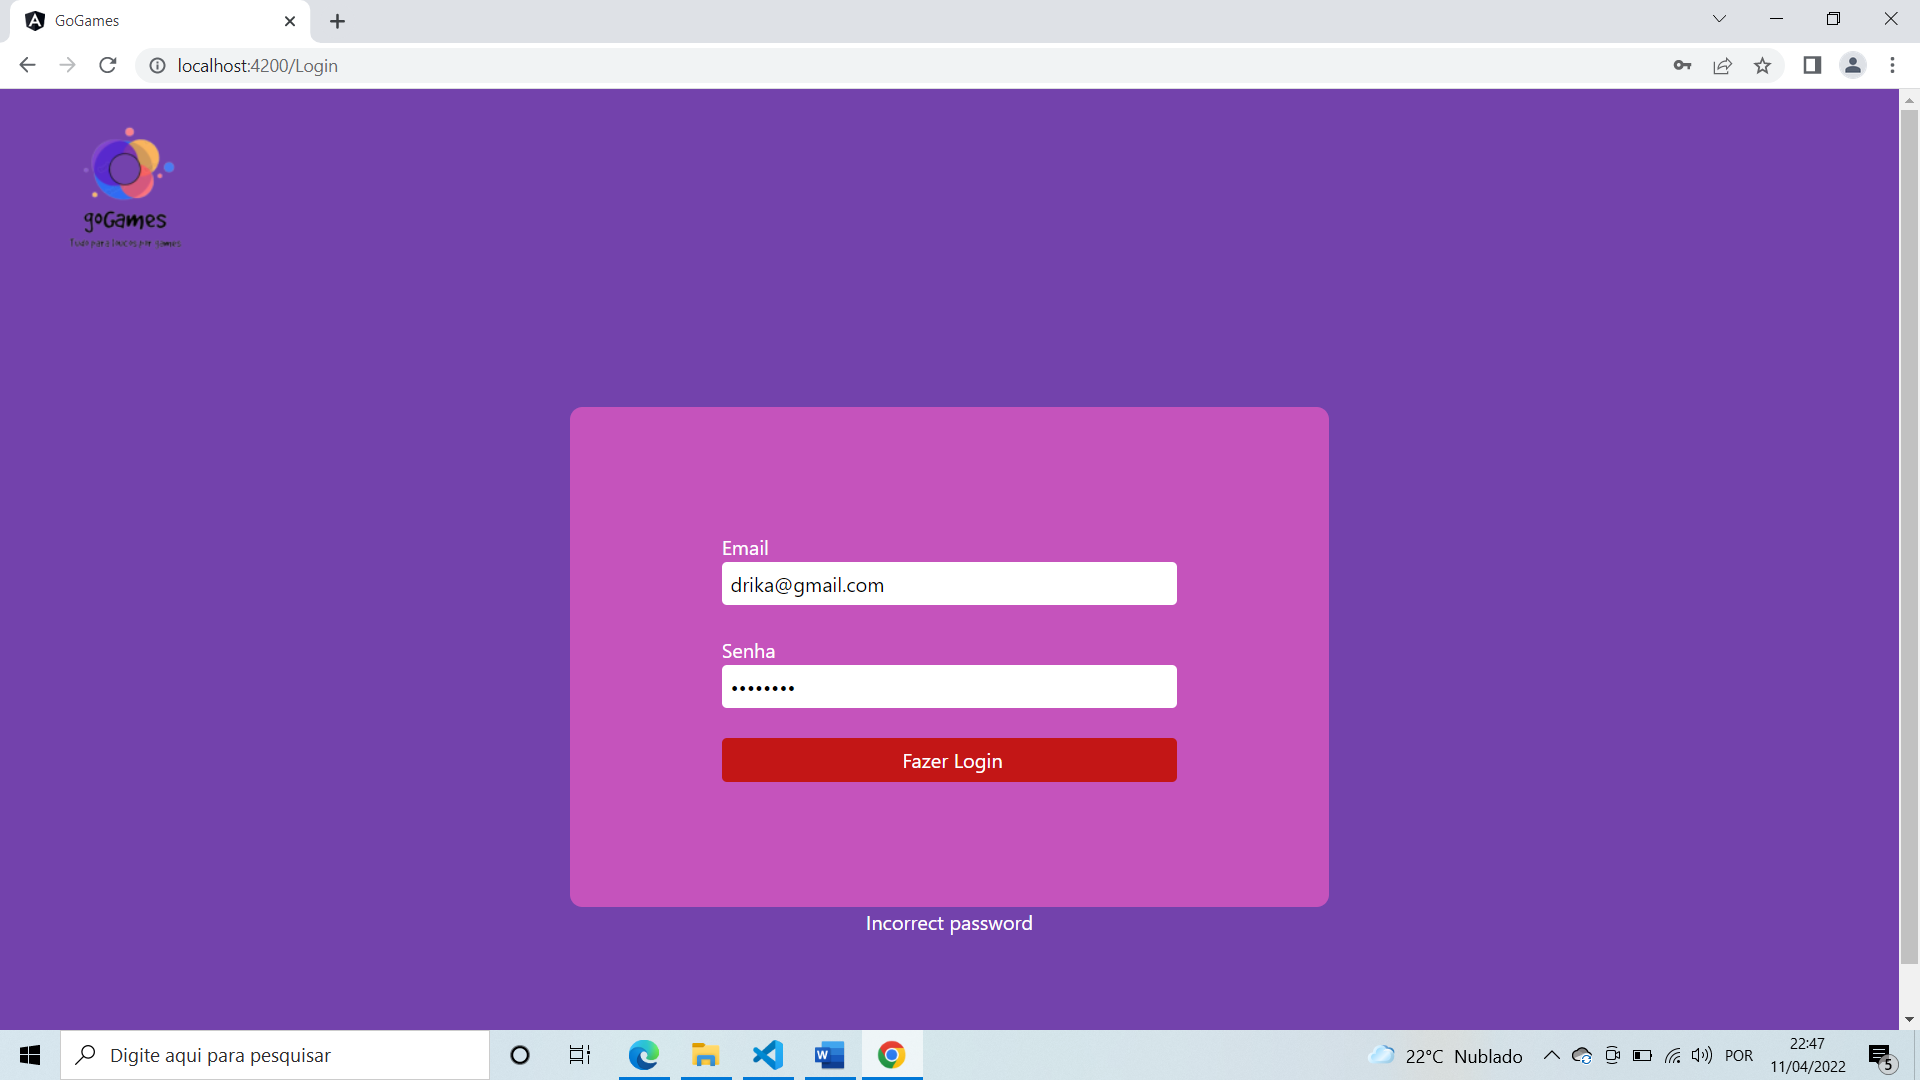 GoGames
localhost:4200/Login
goGames
Email
drika@gmail.com
Senha
Fazer Login
Incorrect password
Digite aqui para pesquisar
22°C Nublado
POR
22:47
11/04/2022
5